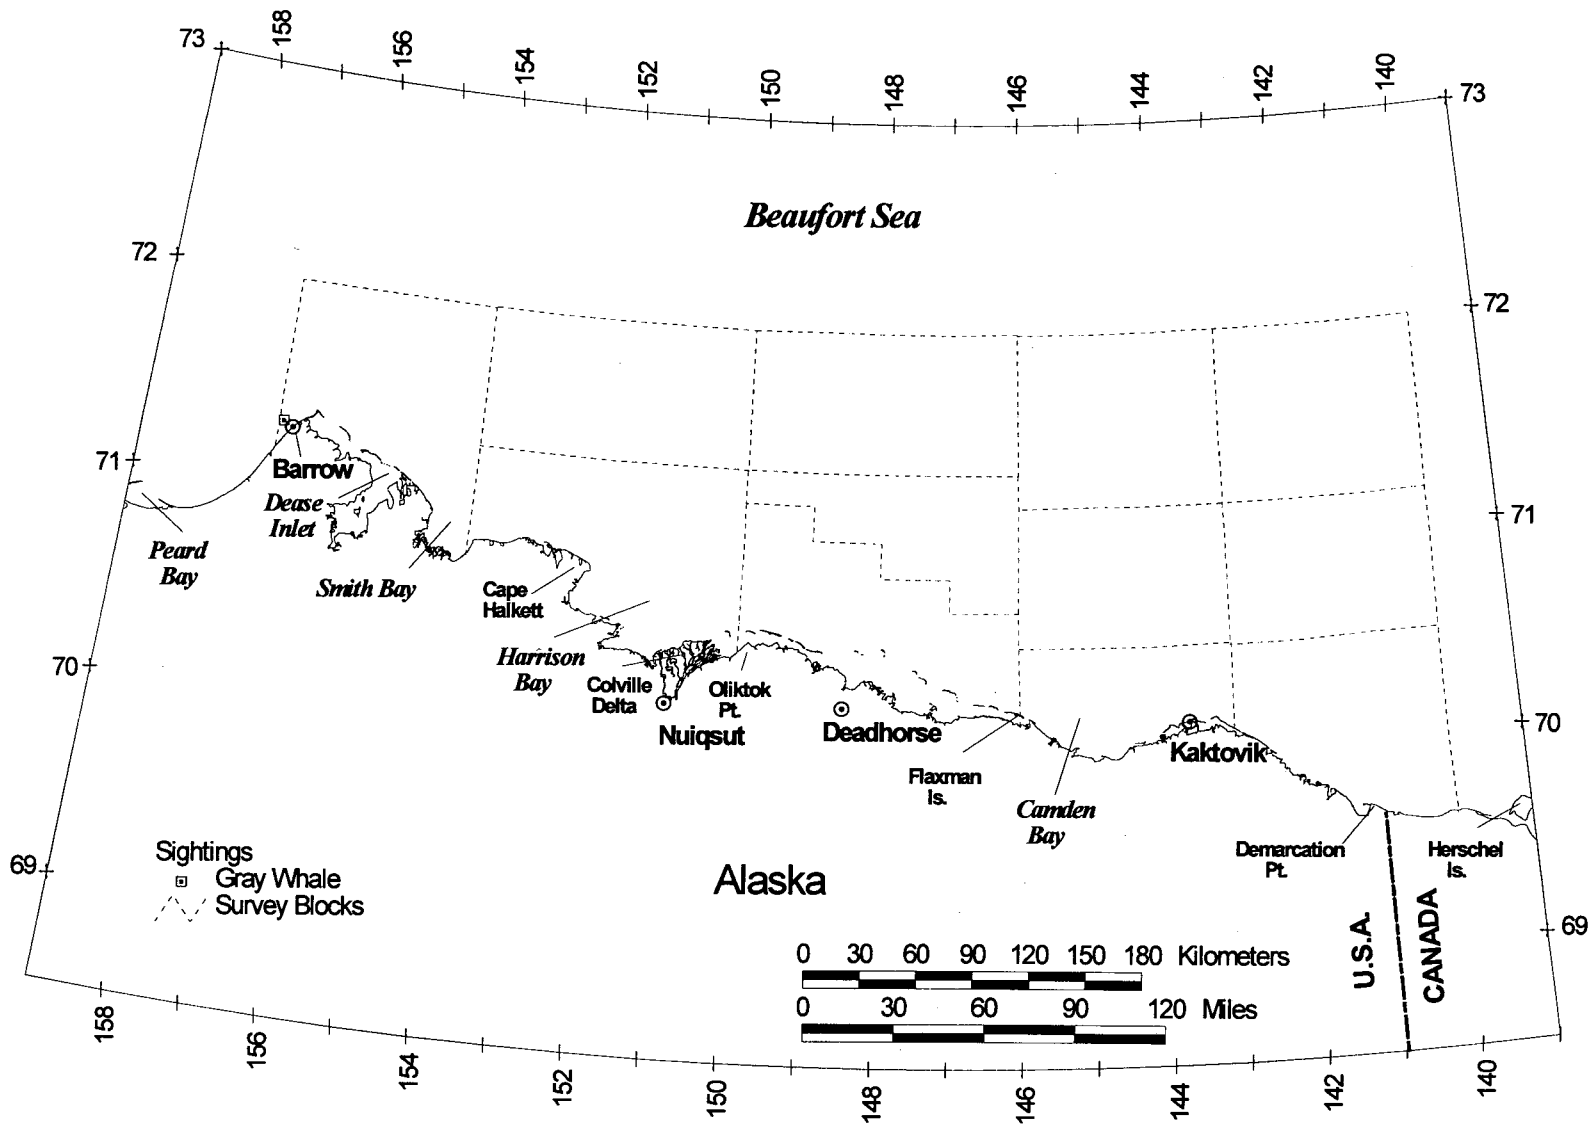 158
156
154
152
150
148
146
144
142
140
73
73
Beaufort Sea
72
72
71
71
Barrow
Dease
Inlet
Peard
Bay
Smith Bay
Cape
Halkett
Harrison
Bay
70
70
Colville
Delta
Oliktok
Pt.
Nuiqsut
Deadhorse
Kaktovik
Flaxman
Is.
Camden
Bay
Demarcation
Pt.
Herschel
Is.
69
69
Sightings
Gray Whale
Survey Blocks
Alaska
U.S.A.
CANADA
0 30 60 90 120 150 180 Kilometers
0 30 60 90 120 Miles
158
156
154
152
150
148
146
144
142
140